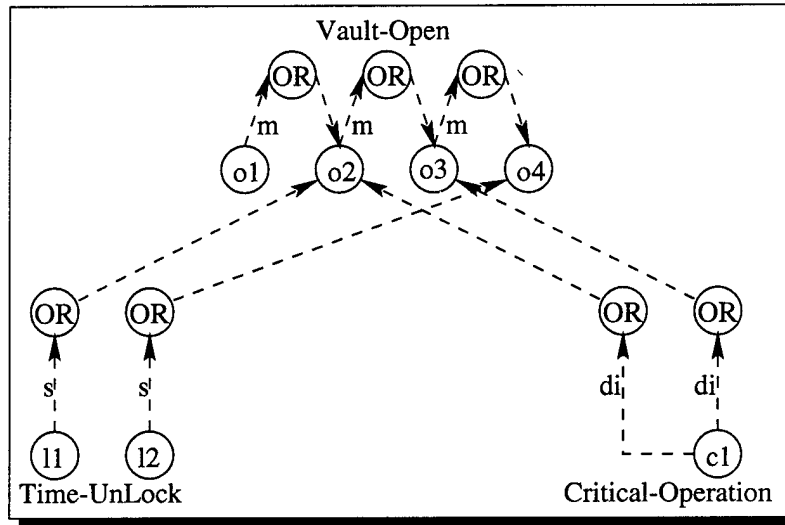 Vault-Open
OR OR OR
m m m
o1 o2 o3 o4
OR OR OR OR
s s di di
l1 l2 c1
Time-UnLock Critical-Operation